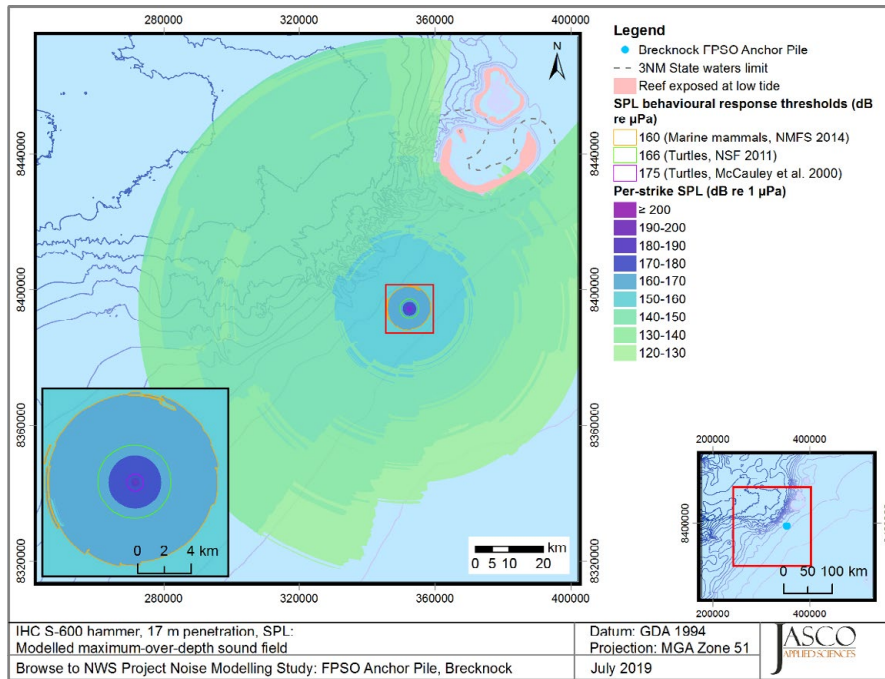 280000 320000 360000 400000
8440000
8400000
8360000
8320000
8440000
8400000
8360000
8320000
N
0 2 4 km
km
0 5 10 20
280000 320000 360000 400000
Legend
Brecknock FPSO Anchor Pile
3NM State waters limit
Reef exposed at low tide
SPL behavioural response thresholds (dB
re µPa)
160 (Marine mammals, NMFS 2014)
166 (Turtles, NSF 2011)
175 (Turtles, McCauley et al. 2000)
Per-strike SPL (dB re 1 µPa)
≥ 200
190-200
180-190
170-180
160-170
150-160
140-150
130-140
120-130
200000 400000
8400000
8400000
0 50 100 km
200000 400000
IHC S-600 hammer, 17 m penetration, SPL:
Modelled maximum-over-depth sound field
Browse to NWS Project Noise Modelling Study: FPSO Anchor Pile, Brecknock
Datum: GDA 1994
Projection: MGA Zone 51
July 2019
JASCO
APPLIED SCIENCES